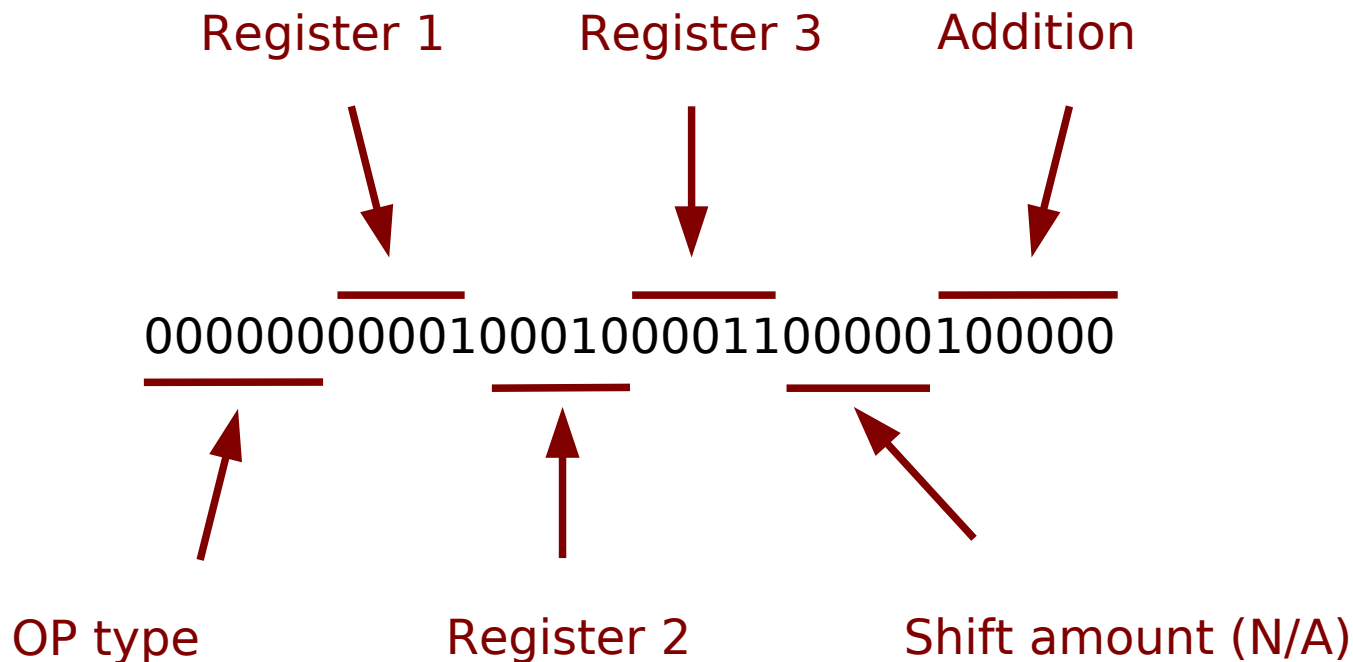 Register 1 Register 3 Addition
00000000001000100001100000100000
OP type Register 2 Shift amount (N/A)